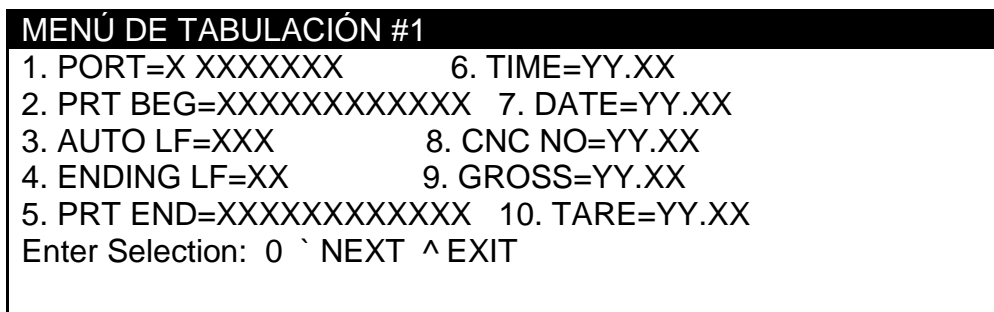 MENÚ DE TABULACIÓN #1
1. PORT=X XXXXXXX 6. TIME=YY.XX
2. PRT BEG=XXXXXXXXXXXX 7. DATE=YY.XX
3. AUTO LF=XXX 8. CNC NO=YY.XX
4. ENDING LF=XX 9. GROSS=YY.XX
5. PRT END=XXXXXXXXXXXX 10. TARE=YY.XX
Enter Selection: 0 ` NEXT ^ EXIT